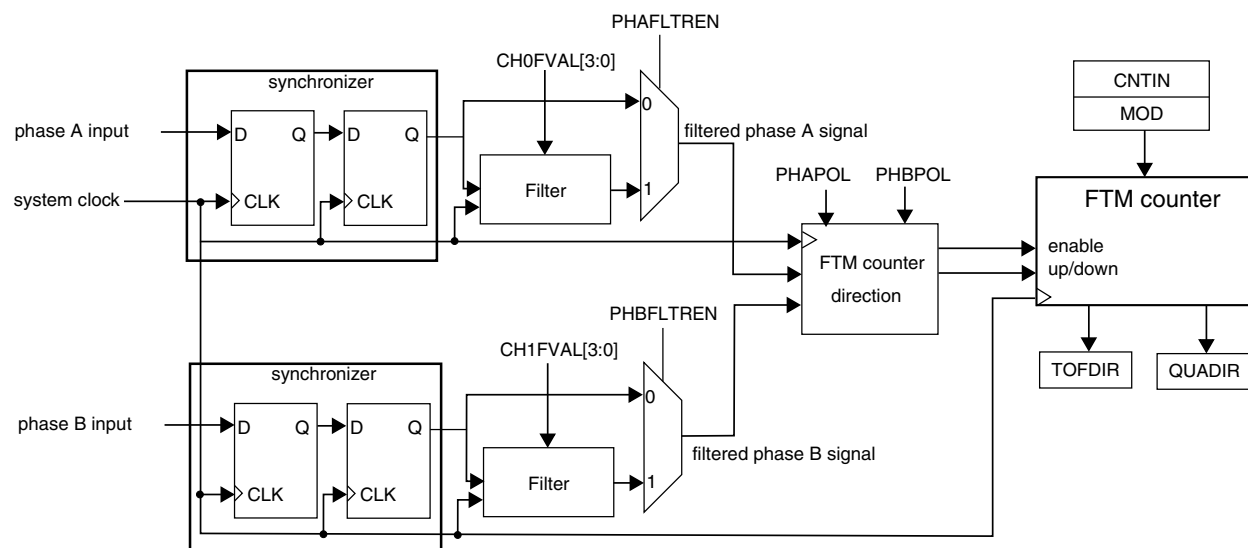 PHAFLTREN
CH0FVAL[3:0]
synchronizer
CNTIN
MOD
0
phase A input
D
Q
D
Q
filtered phase A signal
Filter
1
PHAPOL
PHBPOL
system clock
CLK
CLK
FTM counter
enable
up/down
FTM counter
direction
PHBFLTREN
CH1FVAL[3:0]
synchronizer
TOFDIR
QUADIR
0
phase B input
D
Q
D
Q
filtered phase B signal
Filter
1
CLK
CLK